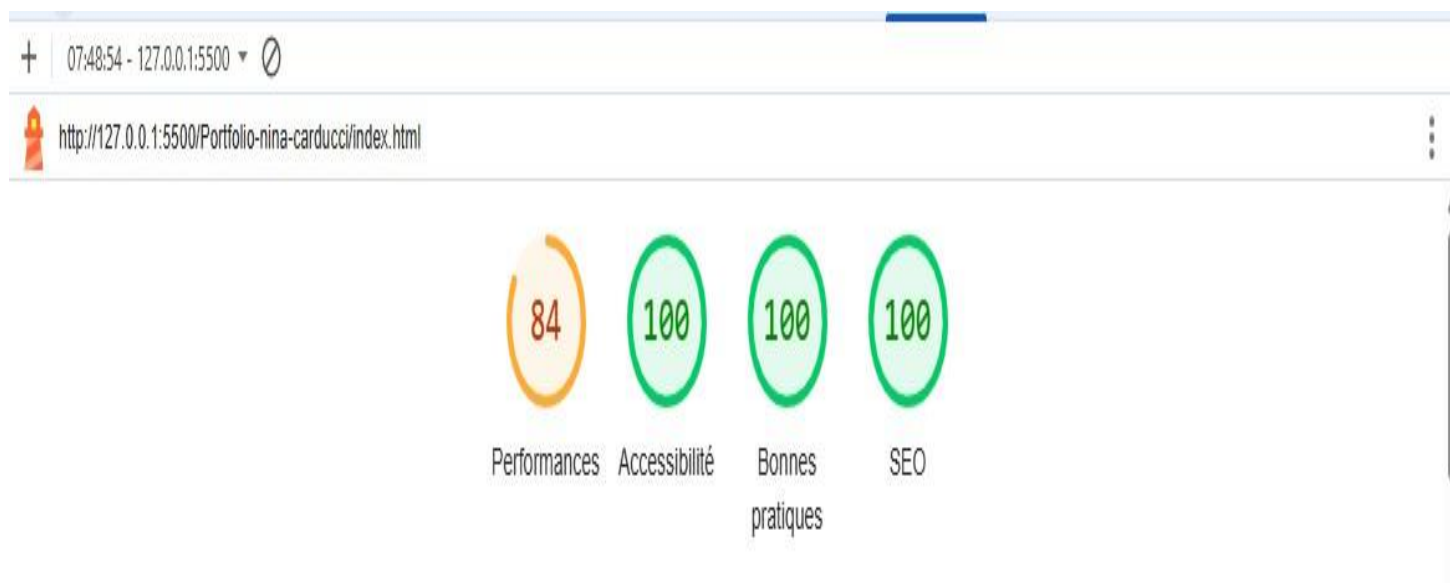 07:48:54 - 127.0.0.1:5500
http://127.0.0.1:5500/Portfolio-nina-carducci/index.html
84 100 100 100
Performances Accessibilité Bonnes pratiques SEO